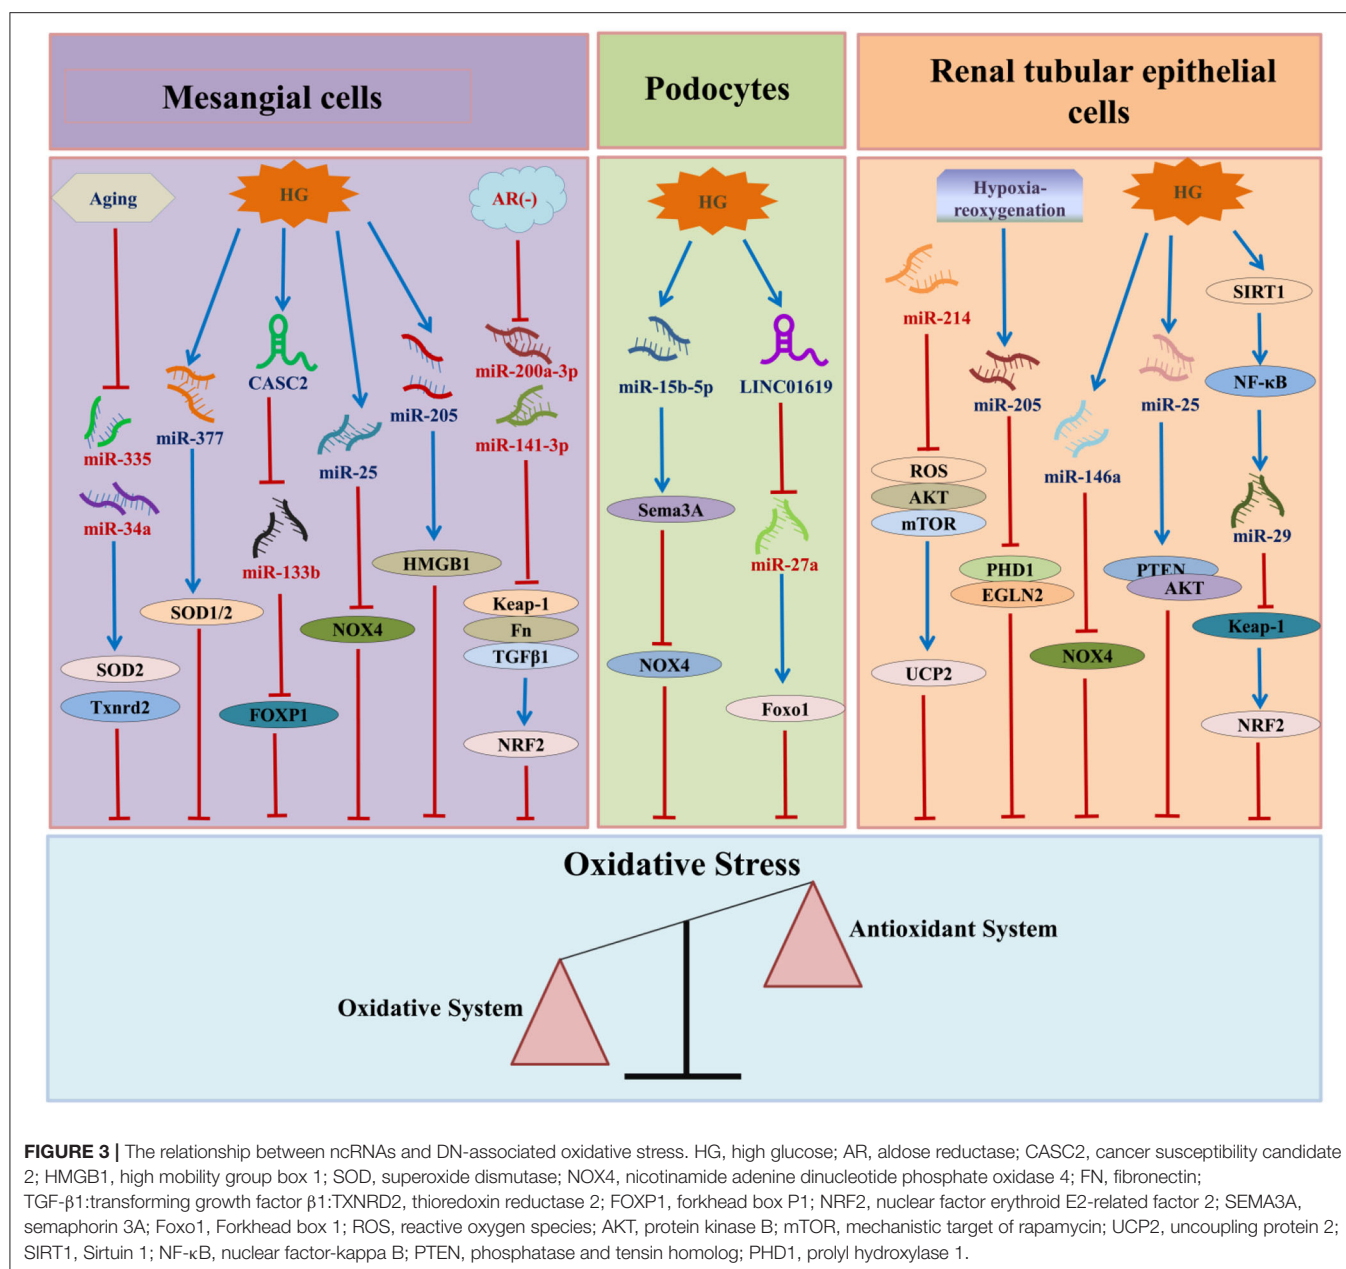 Mesangial cells
Podocytes
Renal tubular epithelial
cells
Aging
HG
AR(-)
miR-335
miR-34a
SOD2
Txnrd2
miR-377
SOD1/2
CASC2
miR-133b
FOXP1
miR-25
NOX4
miR-205
HMGB1
miR-200a-3p
miR-141-3p
Keap-1
Fn
TGFβ1
NRF2
HG
miR-15b-5p
Sema3A
NOX4
LINC01619
miR-27a
Foxo1
Hypoxia-
reoxygenation
HG
miR-214
ROS
AKT
mTOR
UCP2
miR-205
PHD1
EGLN2
miR-146a
NOX4
miR-25
PTEN
AKT
SIRT1
NF-κB
miR-29
Keap-1
NRF2
Oxidative Stress
Antioxidant System
Oxidative System
FIGURE 3 | The relationship between ncRNAs and DN-associated oxidative stress. HG, high glucose; AR, aldose reductase; CASC2, cancer susceptibility candidate
2; HMGB1, high mobility group box 1; SOD, superoxide dismutase; NOX4, nicotinamide adenine dinucleotide phosphate oxidase 4; FN, fibronectin;
TGF-β1:transforming growth factor β1:TXNRD2, thioredoxin reductase 2; FOXP1, forkhead box P1; NRF2, nuclear factor erythroid E2-related factor 2; SEMA3A,
semaphorin 3A; Foxo1, Forkhead box 1; ROS, reactive oxygen species; AKT, protein kinase B; mTOR, mechanistic target of rapamycin; UCP2, uncoupling protein 2;
SIRT1, Sirtuin 1; NF-κB, nuclear factor-kappa B; PTEN, phosphatase and tensin homolog; PHD1, prolyl hydroxylase 1.